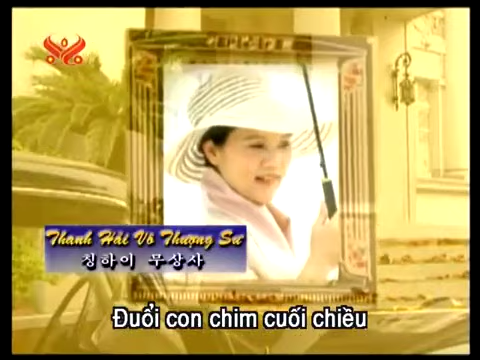 Thanh Hải Vô Thượng Sư
칭하이 무상사
Đuổi con chim cuối chiều